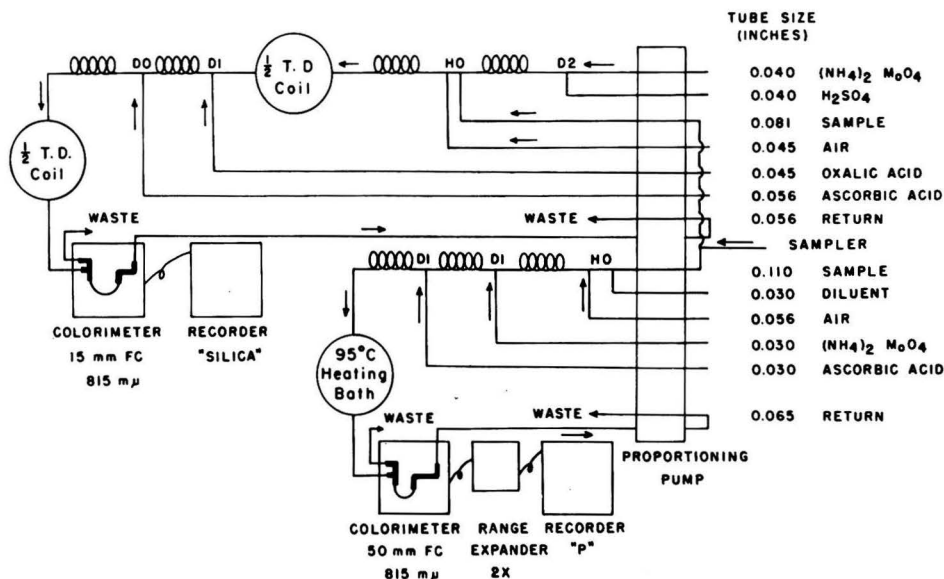 TUBE SIZE
(INCHES)
DO DI ½ T. D Coil HO D2
0.040 (NH₄)₂ MₒO₄
0.040 H₂SO₄
0.081 SAMPLE
½ T. D. Coil
0.045 AIR
0.045 OXALIC ACID
0.056 ASCORBIC ACID
WASTE WASTE 0.056 RETURN
SAMPLER
DI DI HO
0.110 SAMPLE
0.030 DILUENT
COLORIMETER
15 mm FC
815 mµ
RECORDER
"SILICA"
95°C
Heating
Bath
0.056 AIR
0.030 (NH₄)₂ MₒO₄
0.030 ASCORBIC ACID
WASTE WASTE 0.065 RETURN
PROPORTIONING
PUMP
COLORIMETER
50 mm FC
815 mµ
RANGE
EXPANDER
2X
RECORDER
"P"